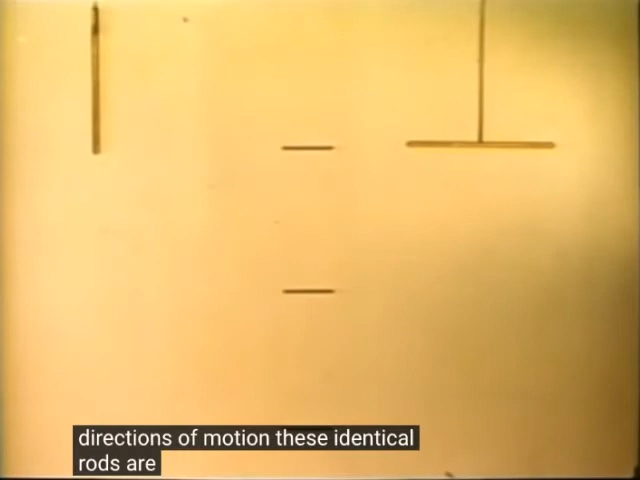 directions of motion these identical
rods are